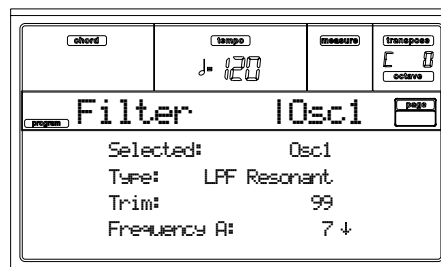 chord tempo measure transpose
♩= 120 [ 0
octave
program Filter |Osc1 page
Selected: Osc1
Type: LPF Resonant
Trim: 99
Frequency A: 7 ↓